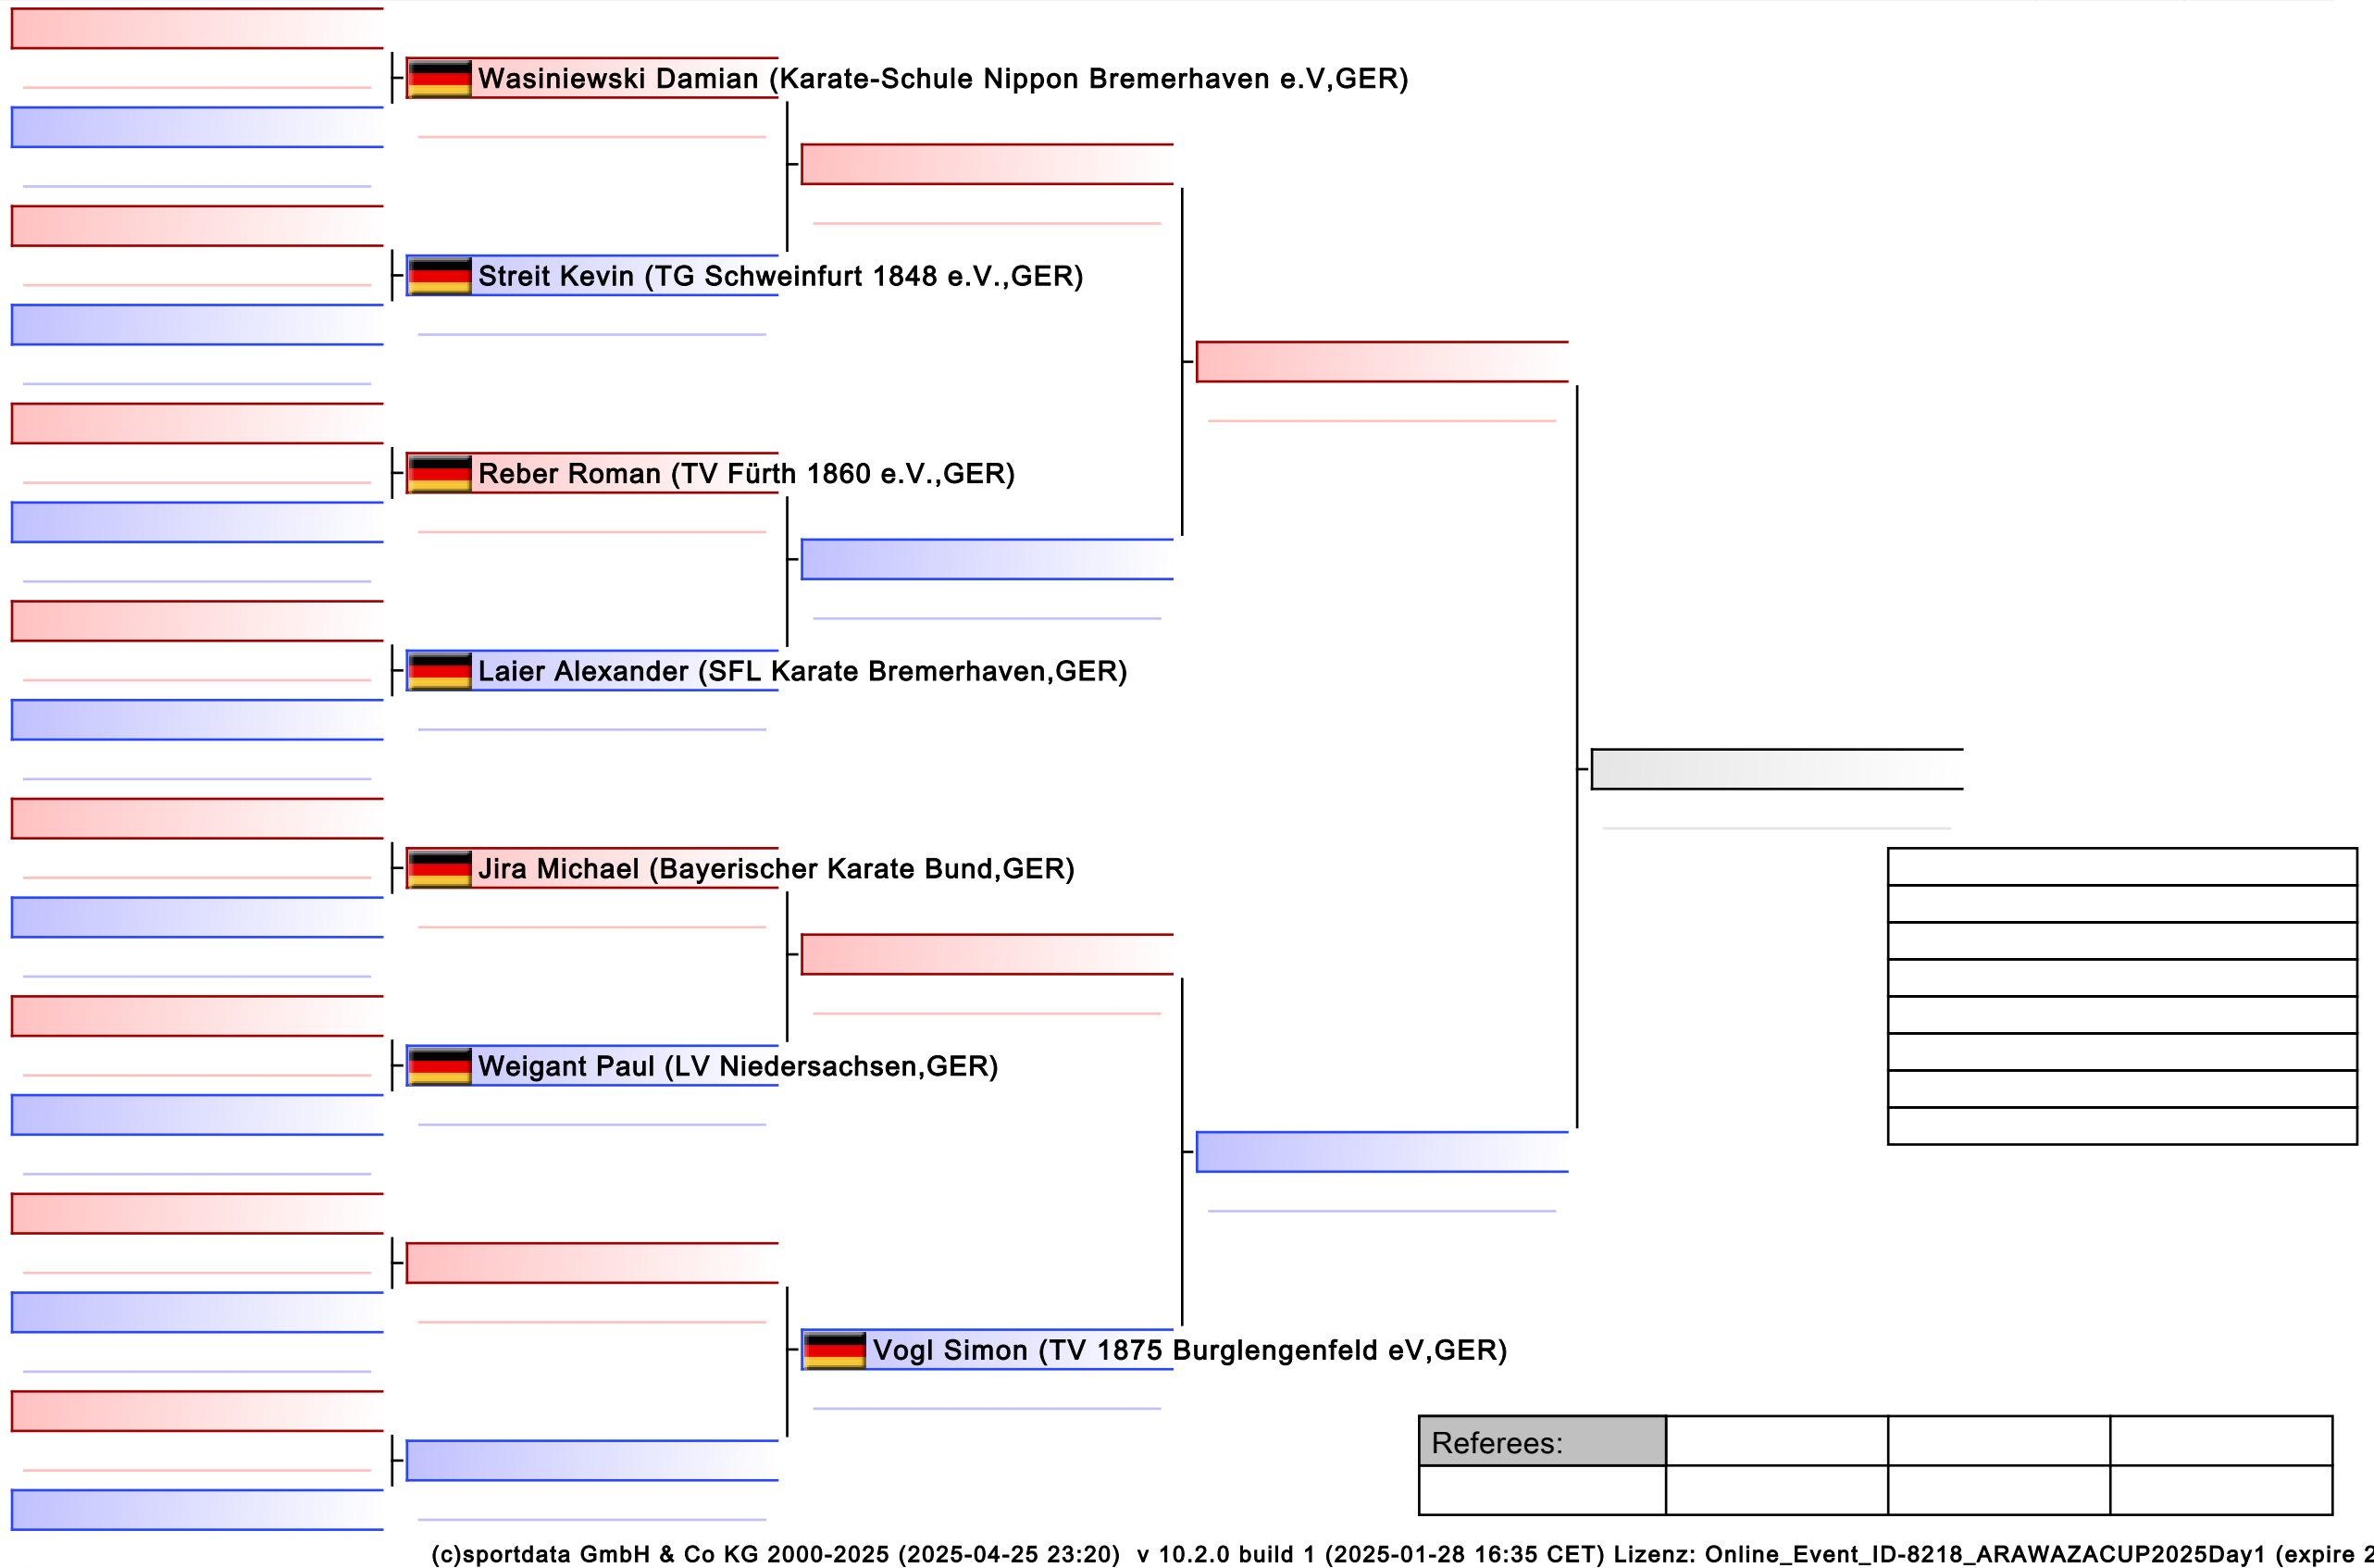 Wasiniewski Damian (Karate-Schule Nippon Bremerhaven e.V,GER)
Streit Kevin (TG Schweinfurt 1848 e.V.,GER)
Reber Roman (TV Fürth 1860 e.V.,GER)
Laier Alexander (SFL Karate Bremerhaven,GER)
Jira Michael (Bayerischer Karate Bund,GER)
Weigant Paul (LV Niedersachsen,GER)
Vogl Simon (TV 1875 Burglengenfeld eV,GER)
Referees:
(c)sportdata GmbH & Co KG 2000-2025 (2025-04-25 23:20) v 10.2.0 build 1 (2025-01-28 16:35 CET) Lizenz: Online_Event_ID-8218_ARAWAZACUP2025Day1 (expire